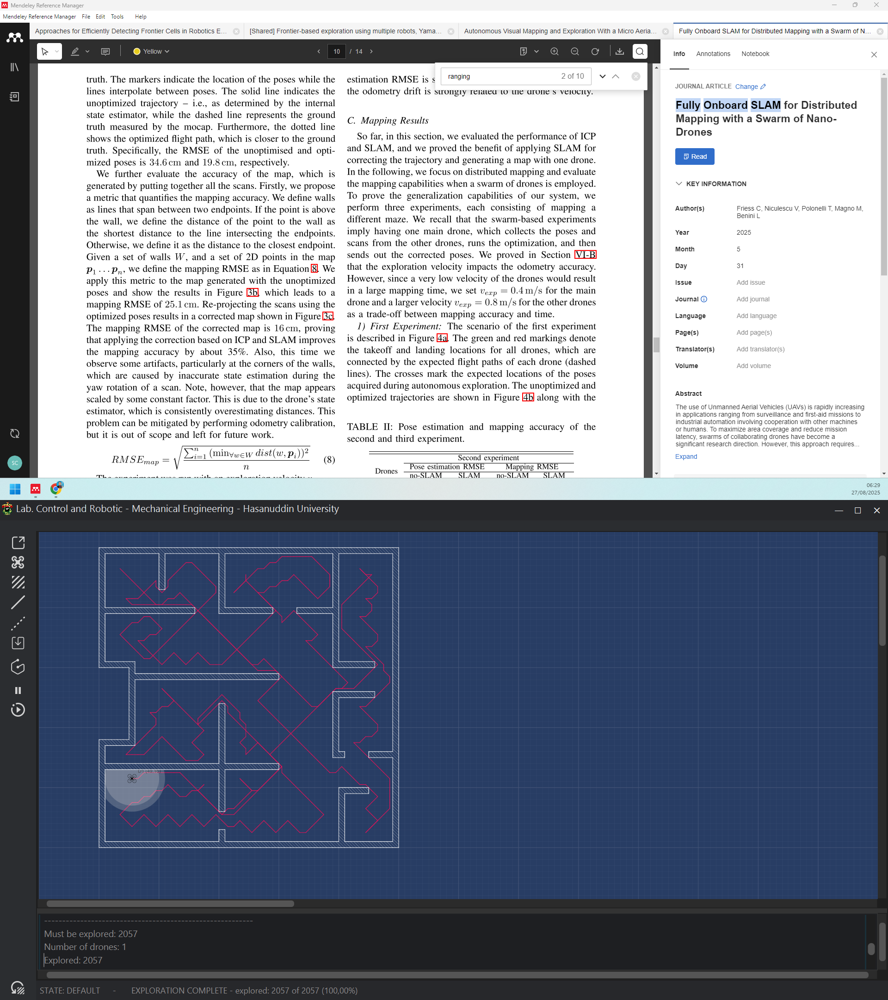 Mendeley Reference Manager
Mendeley Reference Manager File Edit Tools Help
Approaches for Efficiently Detecting Frontier Cells in Robotics E...
[Shared] Frontier-based exploration using multiple robots, Yama...
Autonomous Visual Mapping and Exploration With a Micro Aeria...
Fully Onboard SLAM for Distributed Mapping with a Swarm of N...
Yellow
10 / 14
ranging 2 of 10
truth. The markers indicate the location of the poses while the
lines interpolate between poses. The solid line indicates the
unoptimized trajectory – i.e., as determined by the internal
state estimator, while the dashed line represents the ground
truth measured by the mocap. Furthermore, the dotted line
shows the optimized flight path, which is closer to the ground
truth. Specifically, the RMSE of the unoptimised and opti-
mized poses is 34.6 cm and 19.8 cm, respectively.
We further evaluate the accuracy of the map, which is
generated by putting together all the scans. Firstly, we propose
a metric that quantifies the mapping accuracy. We define walls
as lines that span between two endpoints. If the point is above
the wall, we define the distance of the point to the wall as
the shortest distance to the line intersecting the endpoints.
Otherwise, we define it as the distance to the closest endpoint.
Given a set of walls W, and a set of 2D points in the map
p₁ . . . pₙ, we define the mapping RMSE as in Equation 8. We
apply this metric to the map generated with the unoptimized
poses and show the results in Figure 3b, which leads to a
mapping RMSE of 25.1 cm. Re-projecting the scans using the
optimized poses results in a corrected map shown in Figure 3c.
The mapping RMSE of the corrected map is 16 cm, proving
that applying the correction based on ICP and SLAM improves
the mapping accuracy by about 35%. Also, this time we
observe some artifacts, particularly at the corners of the walls,
which are caused by inaccurate state estimation during the
yaw rotation of a scan. Note, however, that the map appears
scaled by some constant factor. This is due to the drone's state
estimator, which is consistently overestimating distances. This
problem can be mitigated by performing odometry calibration,
but it is out of scope and left for future work.
RMSE_map = √(∑ⁿᵢ₌₁ (min∀w∈W dist(w, pᵢ))² / n) (8)
The experiment was run with an exploration velocity
estimation RMSE is s
the odometry drift is strongly related to the drone's velocity.
C. Mapping Results
So far, in this section, we evaluated the performance of ICP
and SLAM, and we proved the benefit of applying SLAM for
correcting the trajectory and generating a map with one drone.
In the following, we focus on distributed mapping and evaluate
the mapping capabilities when a swarm of drones is employed.
To prove the generalization capabilities of our system, we
perform three experiments, each consisting of mapping a
different maze. We recall that the swarm-based experiments
imply having one main drone, which collects the poses and
scans from the other drones, runs the optimization, and then
sends out the corrected poses. We proved in Section VI-B
that the exploration velocity impacts the odometry accuracy.
However, since a very low velocity of the drones would result
in a large mapping time, we set v_exp = 0.4 m/s for the main
drone and a larger velocity v_exp = 0.8 m/s for the other drones
as a trade-off between mapping accuracy and time.
1) First Experiment: The scenario of the first experiment
is described in Figure 4a. The green and red markings denote
the takeoff and landing locations for all drones, which are
connected by the expected flight paths of each drone (dashed
lines). The crosses mark the expected locations of the poses
acquired during autonomous exploration. The unoptimized and
optimized trajectories are shown in Figure 4b along with the
TABLE II: Pose estimation and mapping accuracy of the
second and third experiment.
Second experiment
Drones Pose estimation RMSE Mapping RMSE
no-SLAM SLAM no-SLAM SLAM
Info Annotations Notebook
JOURNAL ARTICLE Change
Fully Onboard SLAM for Distributed
Mapping with a Swarm of Nano-
Drones
Read
KEY INFORMATION
Author(s) Friess C, Niculescu V, Polonelli T, Magno M,
Benini L
Year 2025
Month 5
Day 31
Issue Add issue
Journal Add journal
Language Add language
Page(s) Add page(s)
Translator(s) Add translator(s)
Volume Add volume
Abstract
The use of Unmanned Aerial Vehicles (UAVs) is rapidly increasing
in applications ranging from surveillance and first-aid missions to
industrial automation involving cooperation with other machines
or humans. To maximize area coverage and reduce mission
latency, swarms of collaborating drones have become a
significant research direction. However, this approach requires...
Expand
SC
06:29
27/08/2025
Lab. Control and Robotic - Mechanical Engineering - Hasanuddin University
Must be explored: 2057
Number of drones: 1
Explored: 2057
STATE: DEFAULT - EXPLORATION COMPLETE - explored: 2057 of 2057 (100,00%)